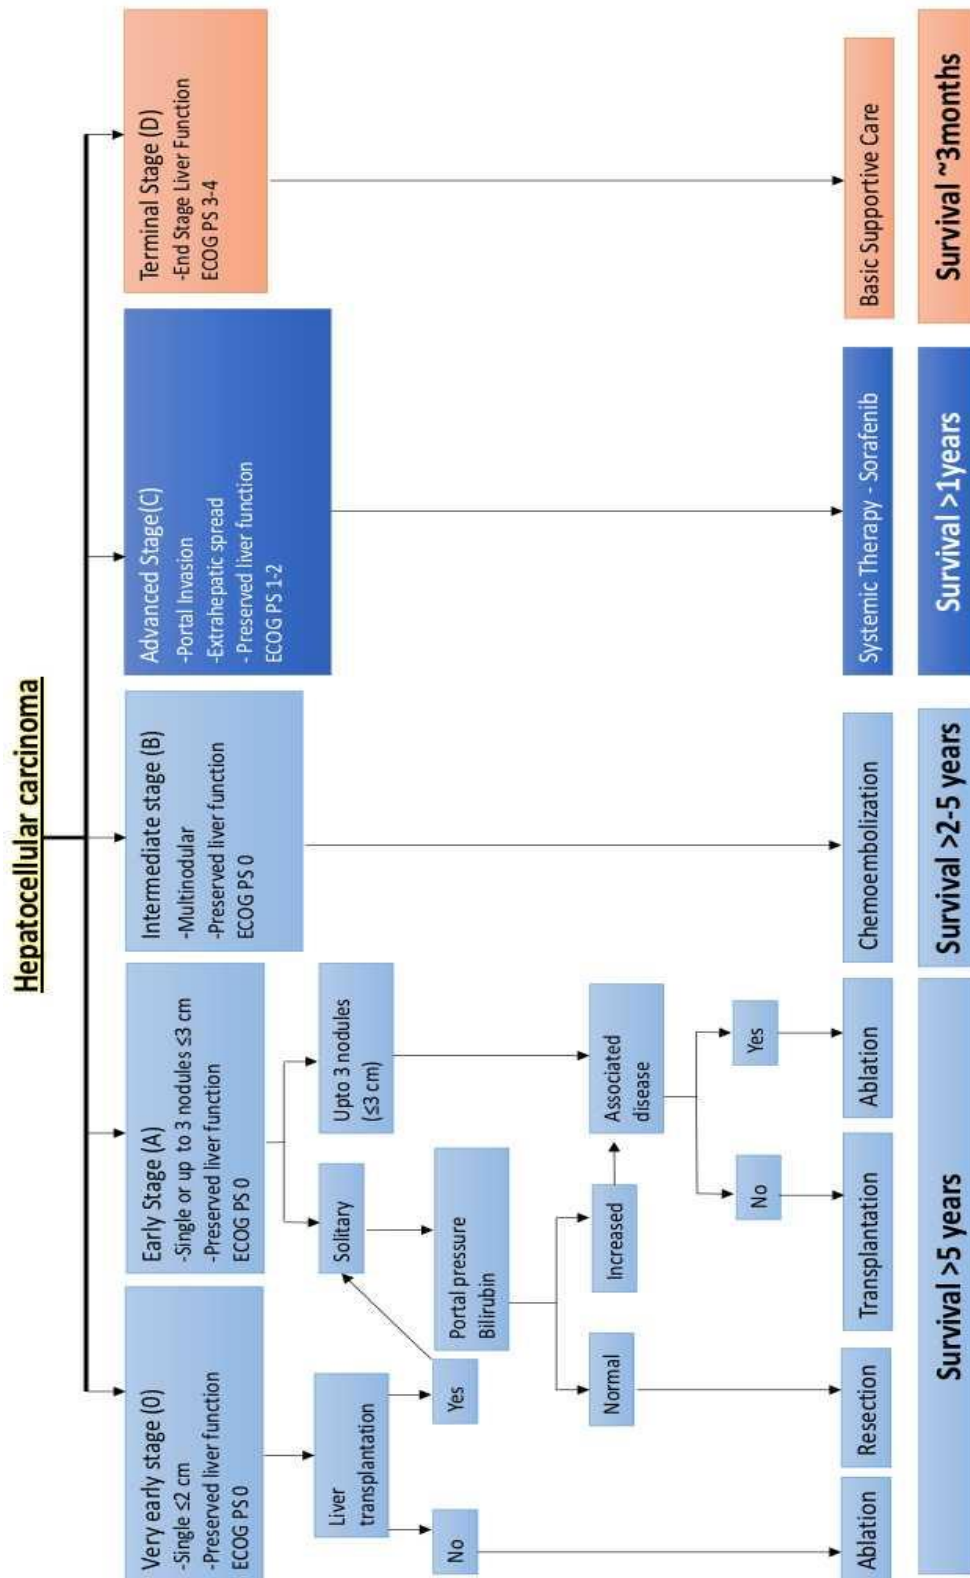 Hepatocellular carcinoma
Very early stage (0)
-Single ≤2 cm
-Preserved liver function
ECOG PS 0
Early Stage (A)
-Single or up to 3 nodules ≤3 cm
-Preserved liver function
ECOG PS 0
Intermediate stage (B)
-Multinodular
-Preserved liver function
ECOG PS 0
Advanced Stage(C)
-Portal Invasion
-Extrahepatic spread
- Preserved liver function
ECOG PS 1-2
Terminal Stage (D)
-End Stage Liver Function
ECOG PS 3-4
Liver
transplantation
Solitary
Upto 3 nodules
(≤3 cm)
No
Yes
Portal pressure
Bilirubin
Normal
Increased
Associated
disease
No
Yes
Ablation
Resection
Transplantation
Ablation
Chemoembolization
Systemic Therapy - Sorafenib
Basic Supportive Care
Survival >5 years
Survival >2-5 years
Survival >1years
Survival ~3months